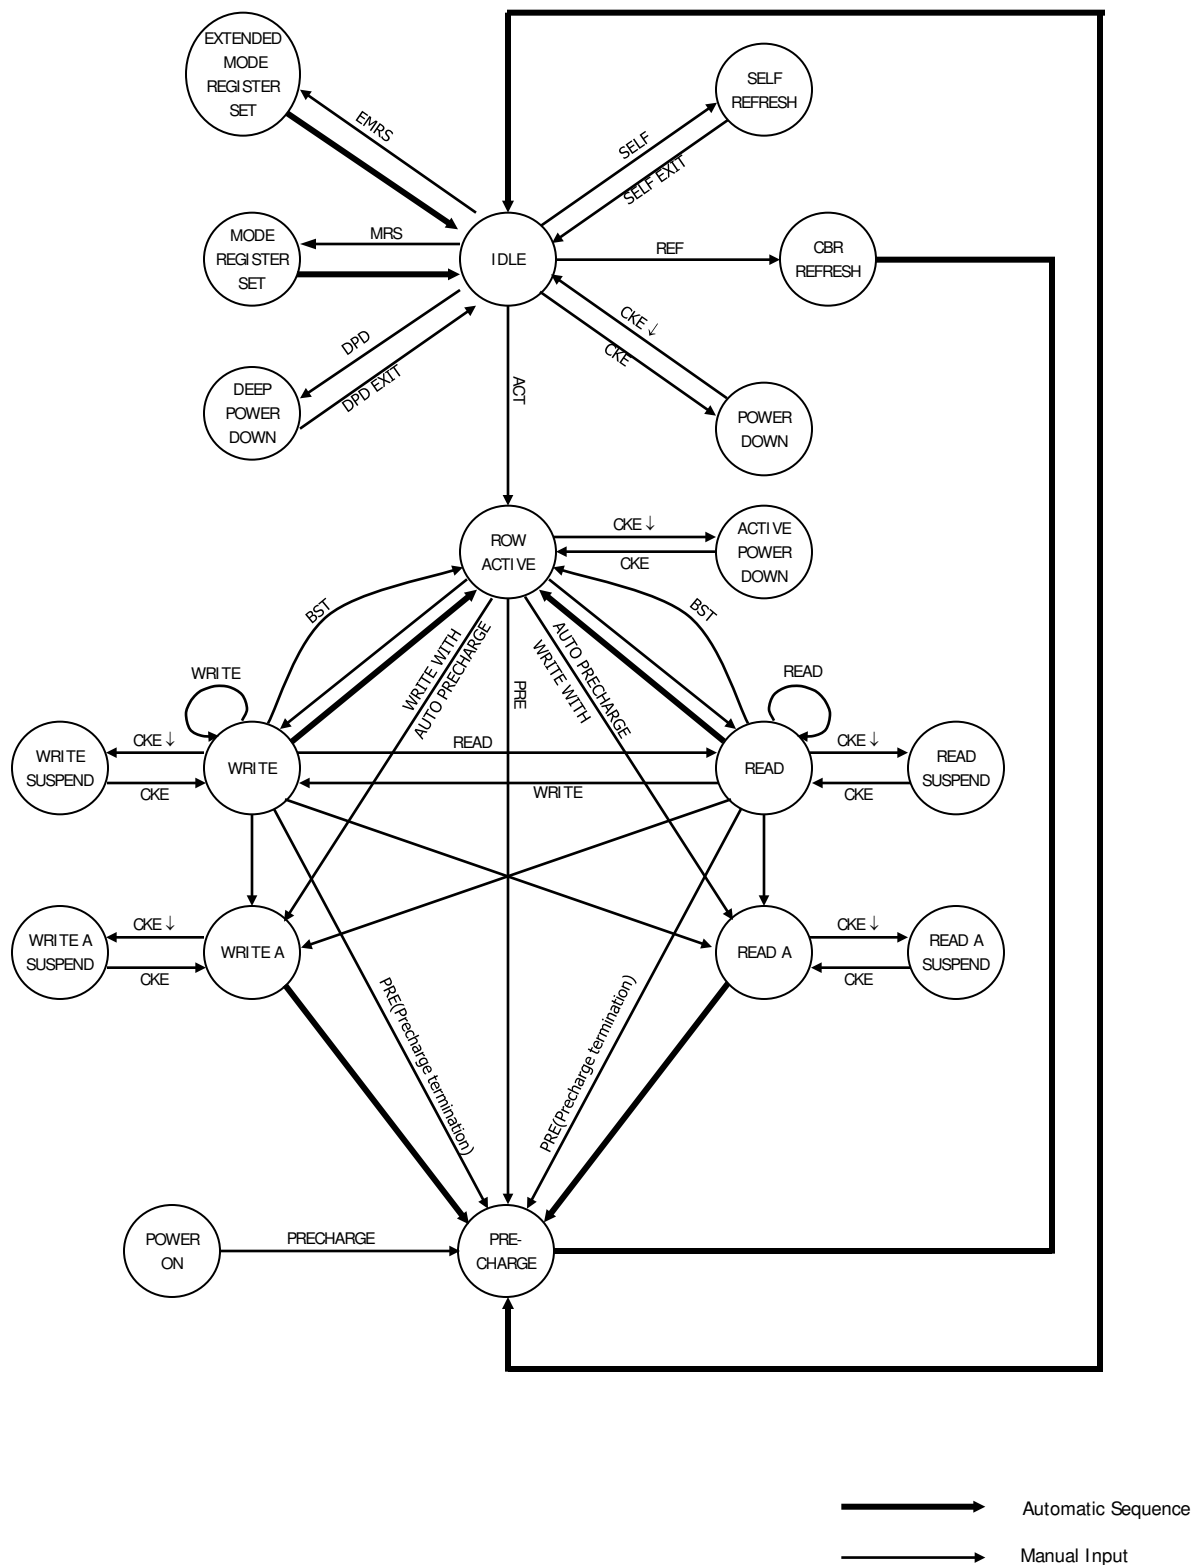 EXTENDED
MODE
REGISTER
SET
EMRS
SELF
REFRESH
SELF
SELF EXIT
MODE
REGISTER
SET
MRS
IDLE
REF
CBR
REFRESH
DPD
DPD EXIT
CKE ↓
CKE
DEEP
POWER
DOWN
ACT
POWER
DOWN
ROW
ACTIVE
CKE ↓
CKE
ACTIVE
POWER
DOWN
BST
BST
WRITE WITH
AUTO PRECHARGE
PRE
AUTO PRECHARGE
WRITE WITH
WRITE
READ
WRITE
SUSPEND
CKE ↓
CKE
WRITE
READ
WRITE
READ
CKE ↓
CKE
READ
SUSPEND
WRITE A
SUSPEND
CKE ↓
CKE
WRITE A
READ A
CKE ↓
CKE
READ A
SUSPEND
PRE(Precharge termination)
PRE(Precharge termination)
POWER
ON
PRECHARGE
PRE-
CHARGE
Automatic Sequence
Manual Input